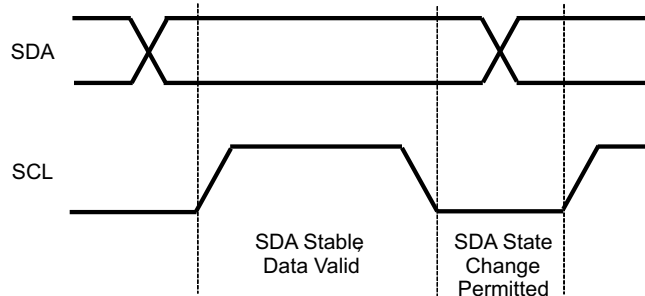 SDA
SCL
SDA Stable,
Data Valid
SDA State
Change
Permitted